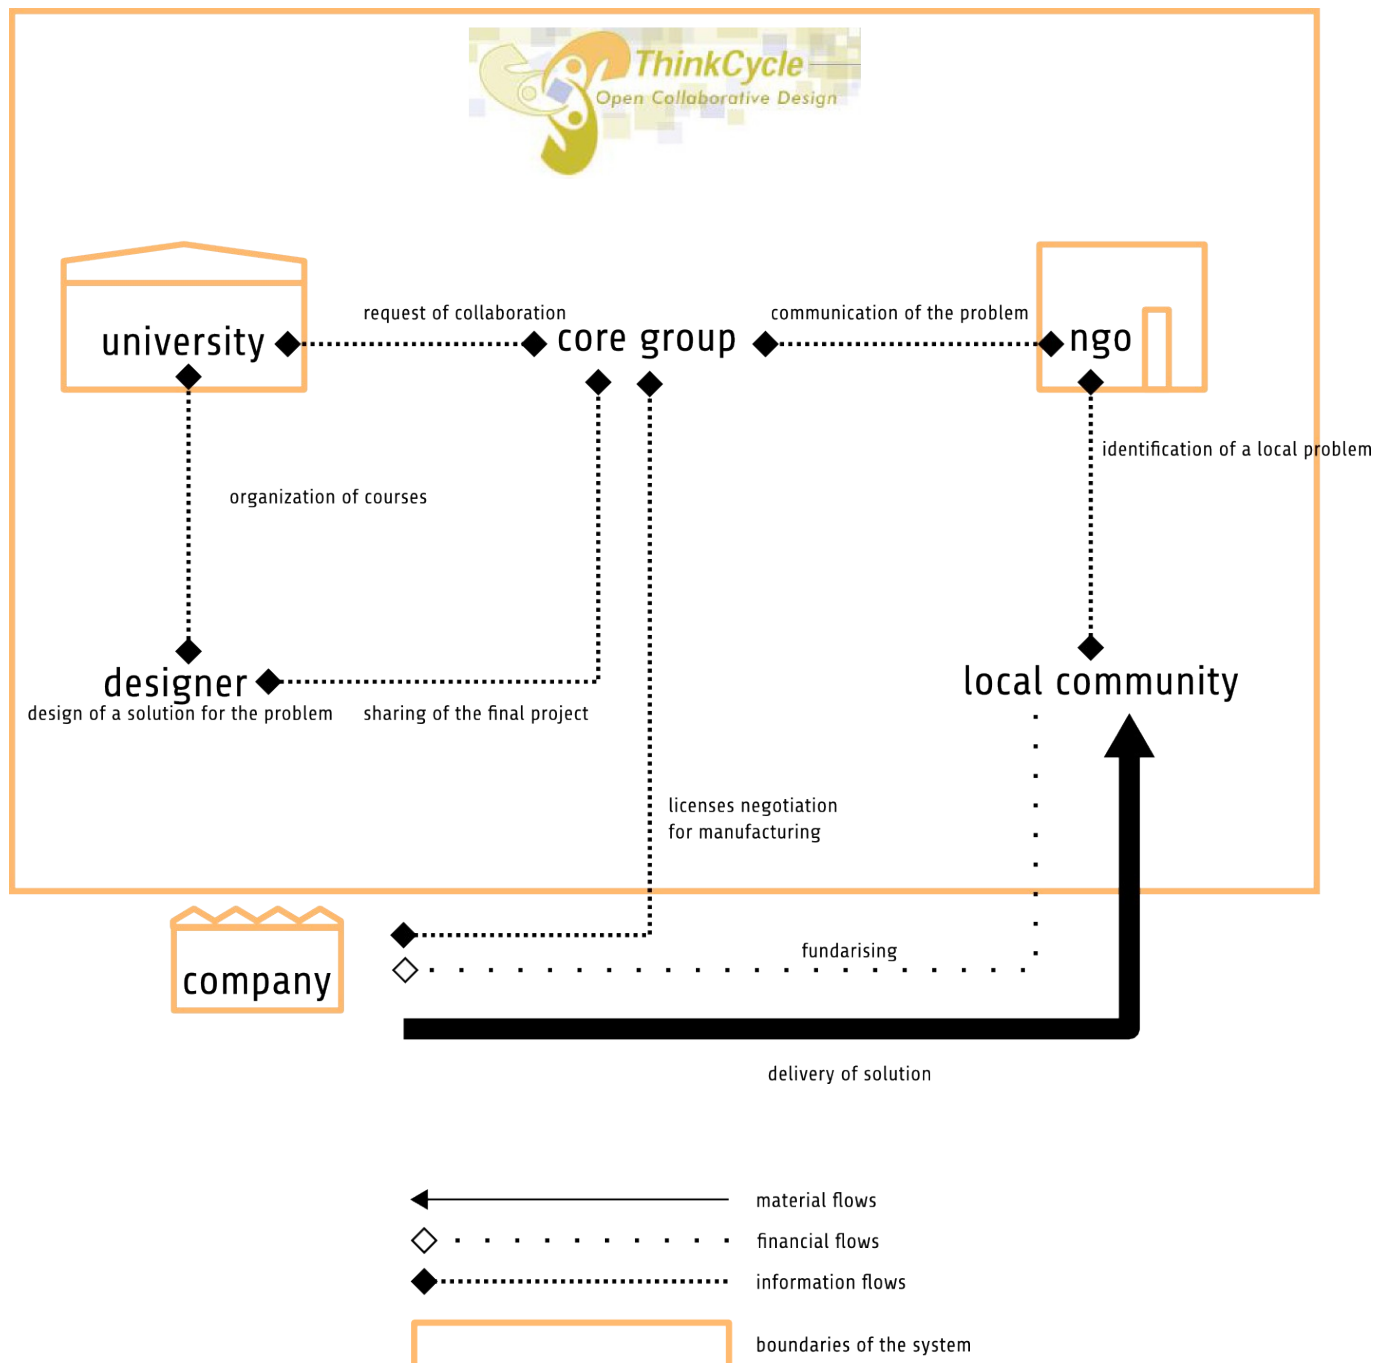 ThinkCycle
Open Collaborative Design
request of collaboration
communication of the problem
university
core group
ngo
identification of a local problem
organization of courses
designer
local community
design of a solution for the problem
sharing of the final project
licenses negotiation
for manufacturing
fundarising
company
delivery of solution
material flows
financial flows
information flows
boundaries of the system